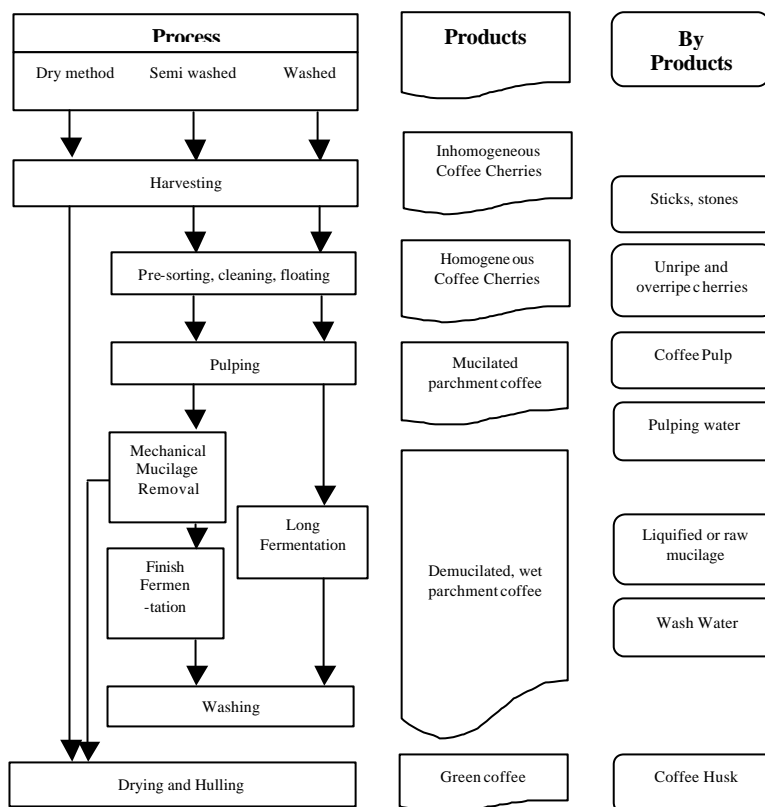 Process
Dry method Semi washed Washed
Harvesting
Pre-sorting, cleaning, floating
Pulping
Mechanical
Mucilage
Removal
Long
Fermentation
Finish
Fermen
-tation
Washing
Drying and Hulling
Products
Inhomogeneous
Coffee Cherries
Homogeneous
Coffee Cherries
Mucilated
parchment coffee
Demucilated, wet
parchment coffee
Green coffee
By
Products
Sticks, stones
Unripe and
overripe cherries
Coffee Pulp
Pulping water
Liquified or raw
mucilage
Wash Water
Coffee Husk